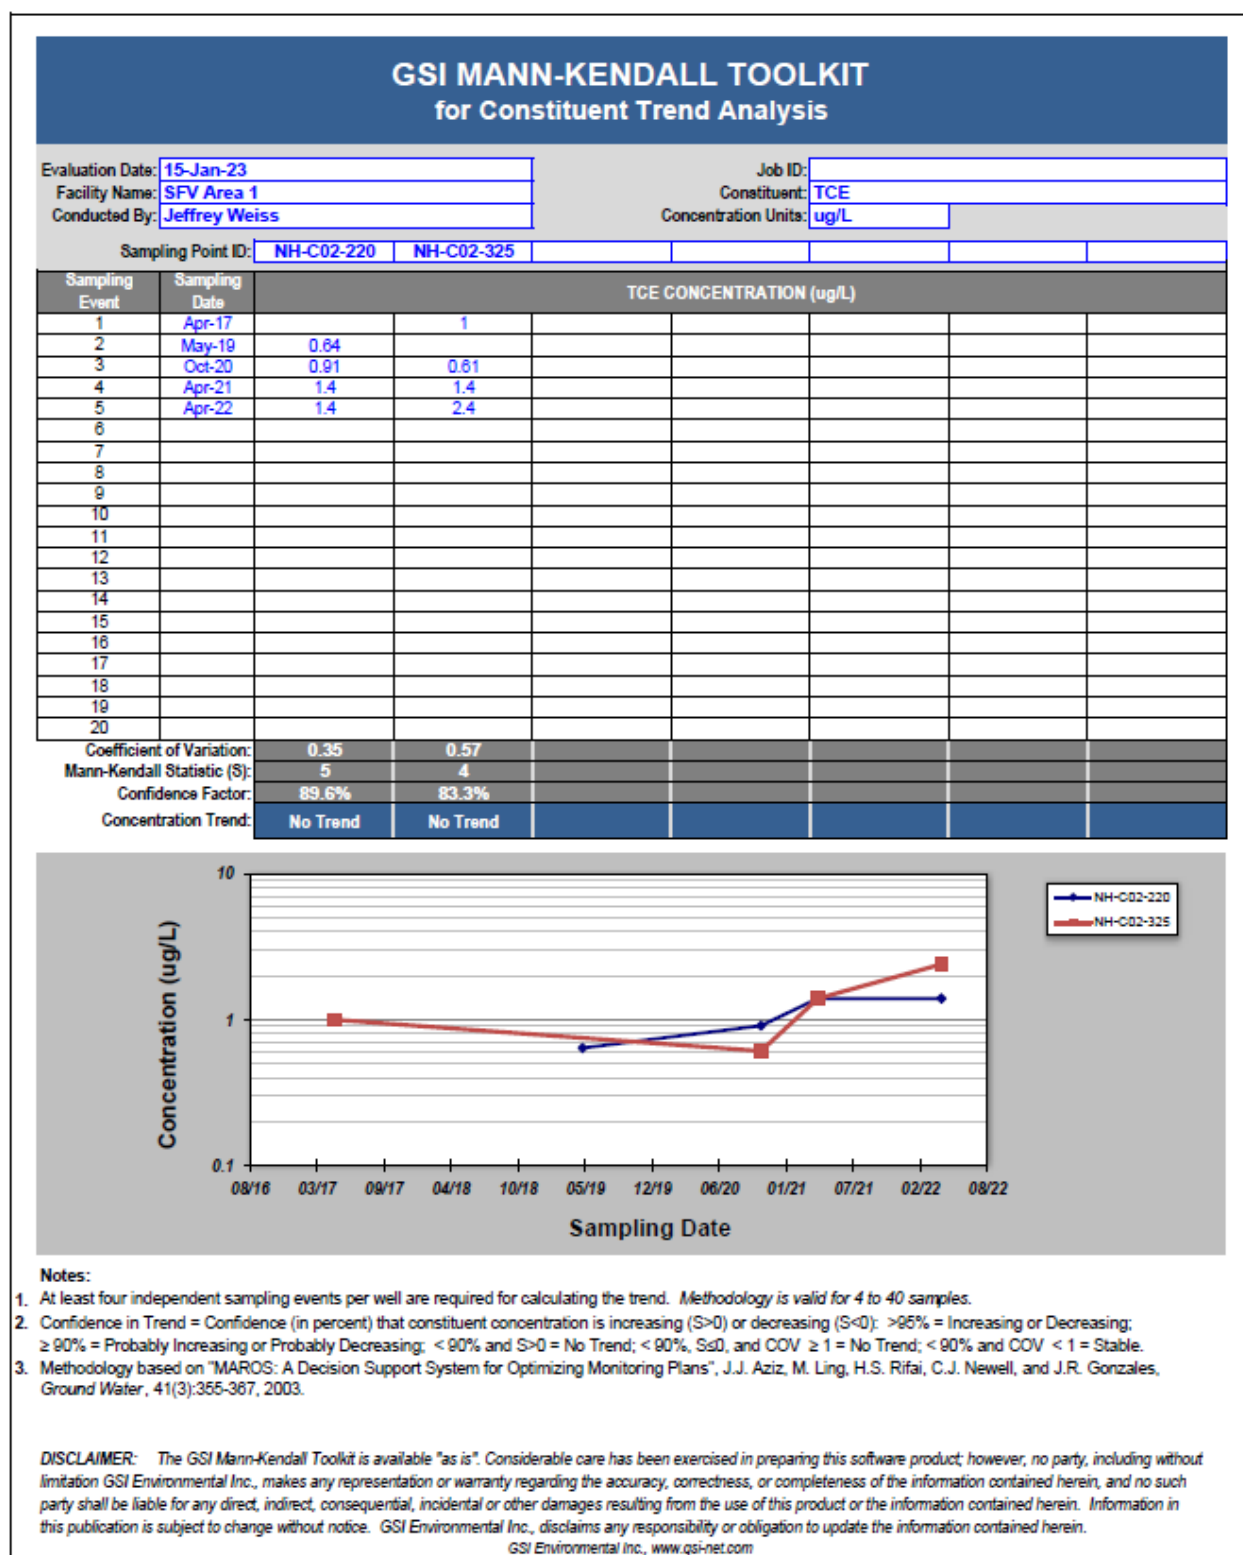 GSI MANN-KENDALL TOOLKIT
for Constituent Trend Analysis
Evaluation Date: 15-Jan-23 Job ID:
Facility Name: SFV Area 1 Constituent: TCE
Conducted By: Jeffrey Weiss Concentration Units: ug/L
Sampling Point ID: NH-C02-220 NH-C02-325
Sampling Event Sampling Date TCE CONCENTRATION (ug/L)
1 Apr-17 1
2 May-19 0.64
3 Oct-20 0.91 0.61
4 Apr-21 1.4 1.4
5 Apr-22 1.4 2.4
6
7
8
9
10
11
12
13
14
15
16
17
18
19
20
Coefficient of Variation: 0.35 0.57
Mann-Kendall Statistic (S): 5 4
Confidence Factor: 89.6% 83.3%
Concentration Trend: No Trend No Trend
10
1
0.1
Concentration (ug/L)
NH-C02-220
NH-C02-325
08/16 03/17 09/17 04/18 10/18 05/19 12/19 06/20 01/21 07/21 02/22 08/22
Sampling Date
Notes:
1. At least four independent sampling events per well are required for calculating the trend. Methodology is valid for 4 to 40 samples.
2. Confidence in Trend = Confidence (in percent) that constituent concentration is increasing (S>0) or decreasing (S<0): >95% = Increasing or Decreasing;
≥ 90% = Probably Increasing or Probably Decreasing; < 90% and S>0 = No Trend; < 90%, S≤0, and COV ≥ 1 = No Trend; < 90% and COV < 1 = Stable.
3. Methodology based on "MAROS: A Decision Support System for Optimizing Monitoring Plans", J.J. Aziz, M. Ling, H.S. Rifai, C.J. Newell, and J.R. Gonzales,
Ground Water, 41(3):355-367, 2003.
DISCLAIMER: The GSI Mann-Kendall Toolkit is available "as is". Considerable care has been exercised in preparing this software product; however, no party, including without
limitation GSI Environmental Inc., makes any representation or warranty regarding the accuracy, correctness, or completeness of the information contained herein, and no such
party shall be liable for any direct, indirect, consequential, incidental or other damages resulting from the use of this product or the information contained herein. Information in
this publication is subject to change without notice. GSI Environmental Inc., disclaims any responsibility or obligation to update the information contained herein.
GSI Environmental Inc., www.gsi-net.com